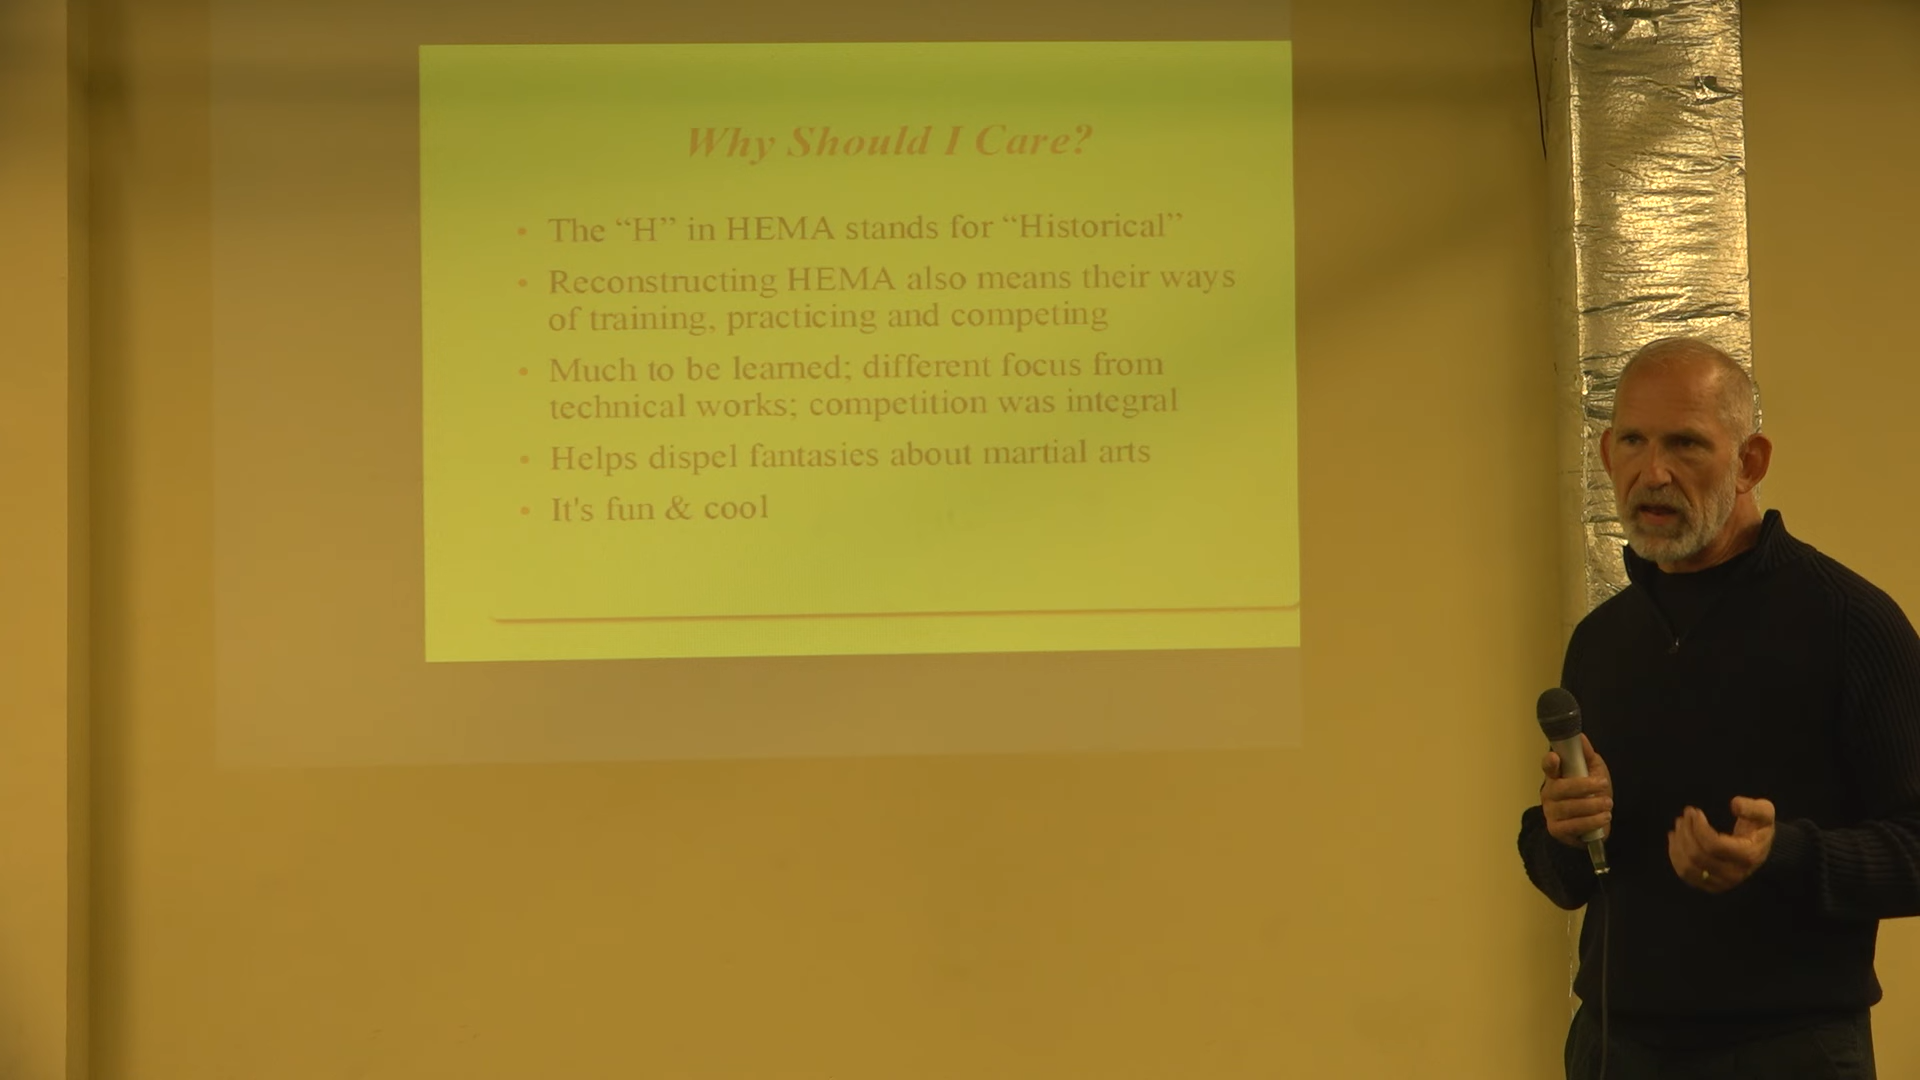 Why Should I Care?
• The “H” in HEMA stands for “Historical”
• Reconstructing HEMA also means their ways
of training, practicing and competing
• Much to be learned; different focus from
technical works; competition was integral
• Helps dispel fantasies about martial arts
• It's fun & cool